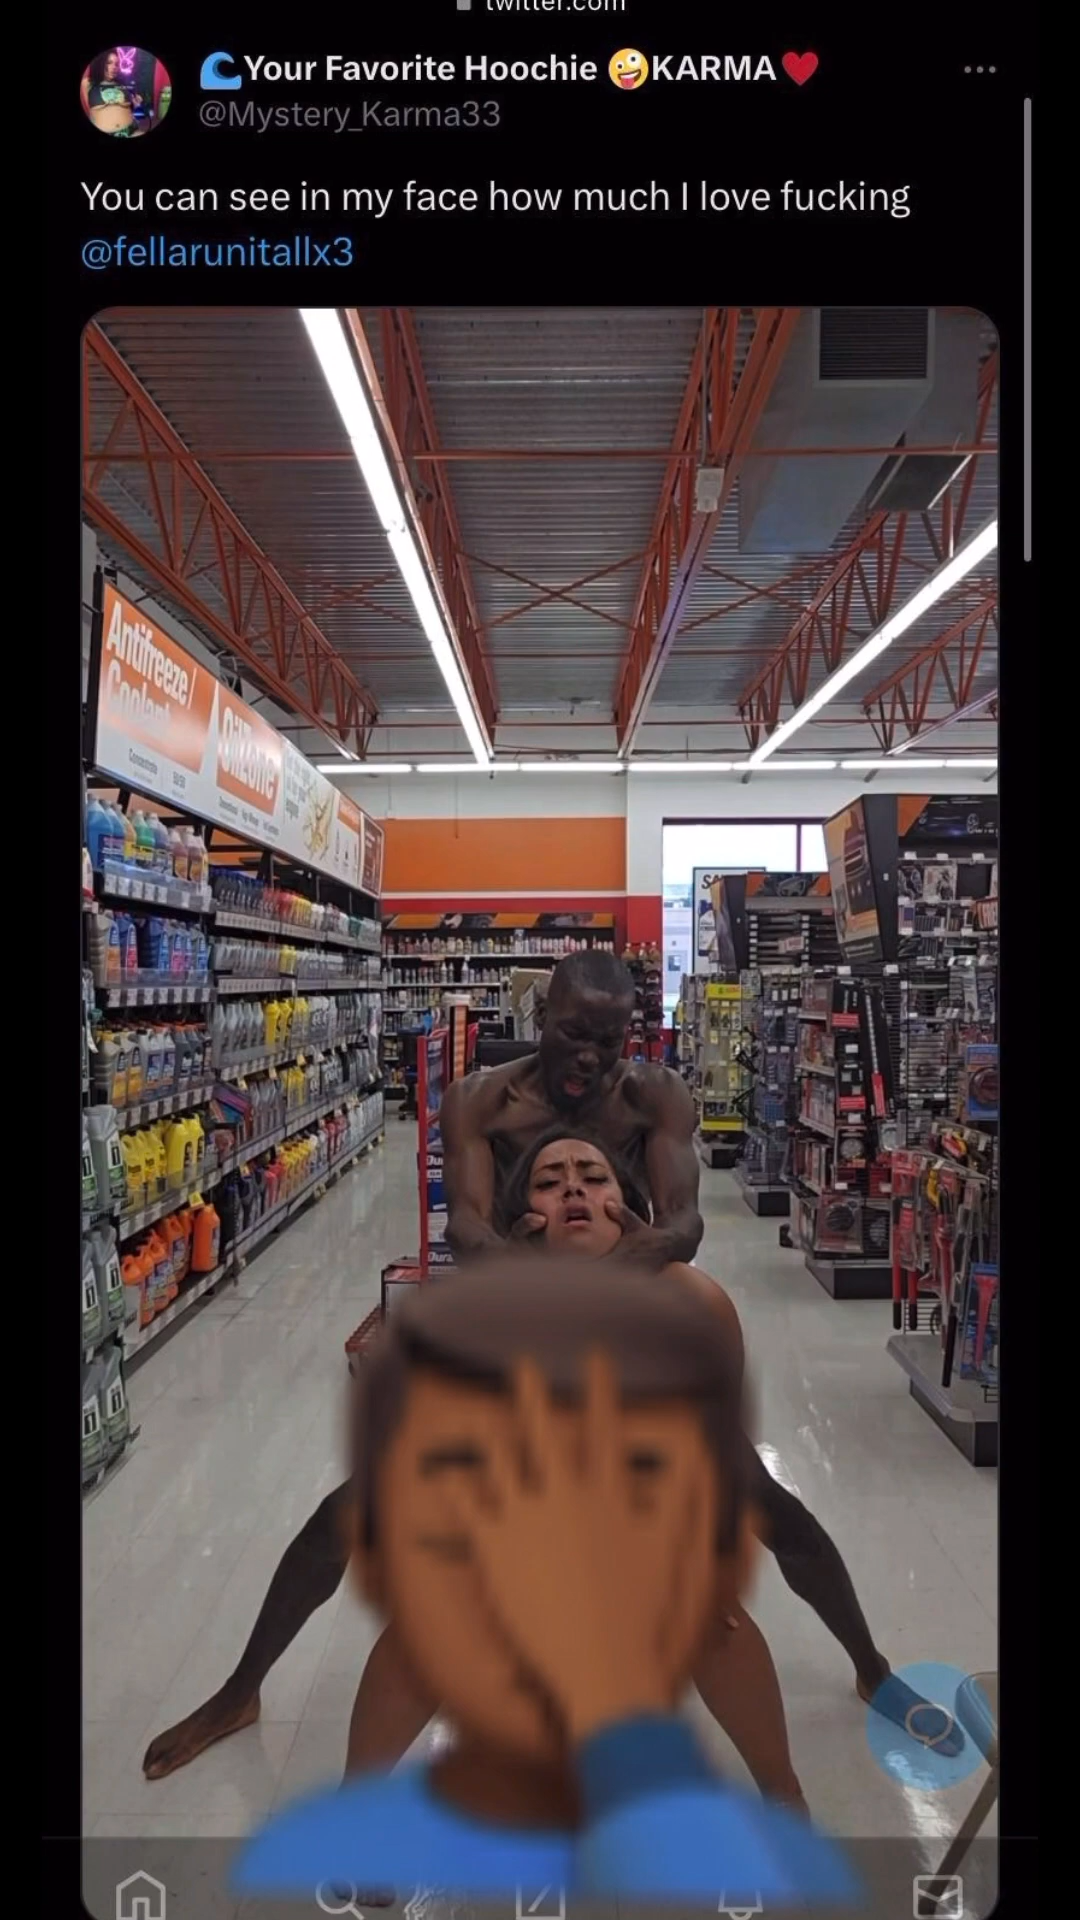 twitter.com
🌊Your Favorite Hoochie 🤪KARMA❤️
@Mystery_Karma33
You can see in my face how much I love fucking
@fellarunitallx3
Antifreeze/
Coolant
OilZone